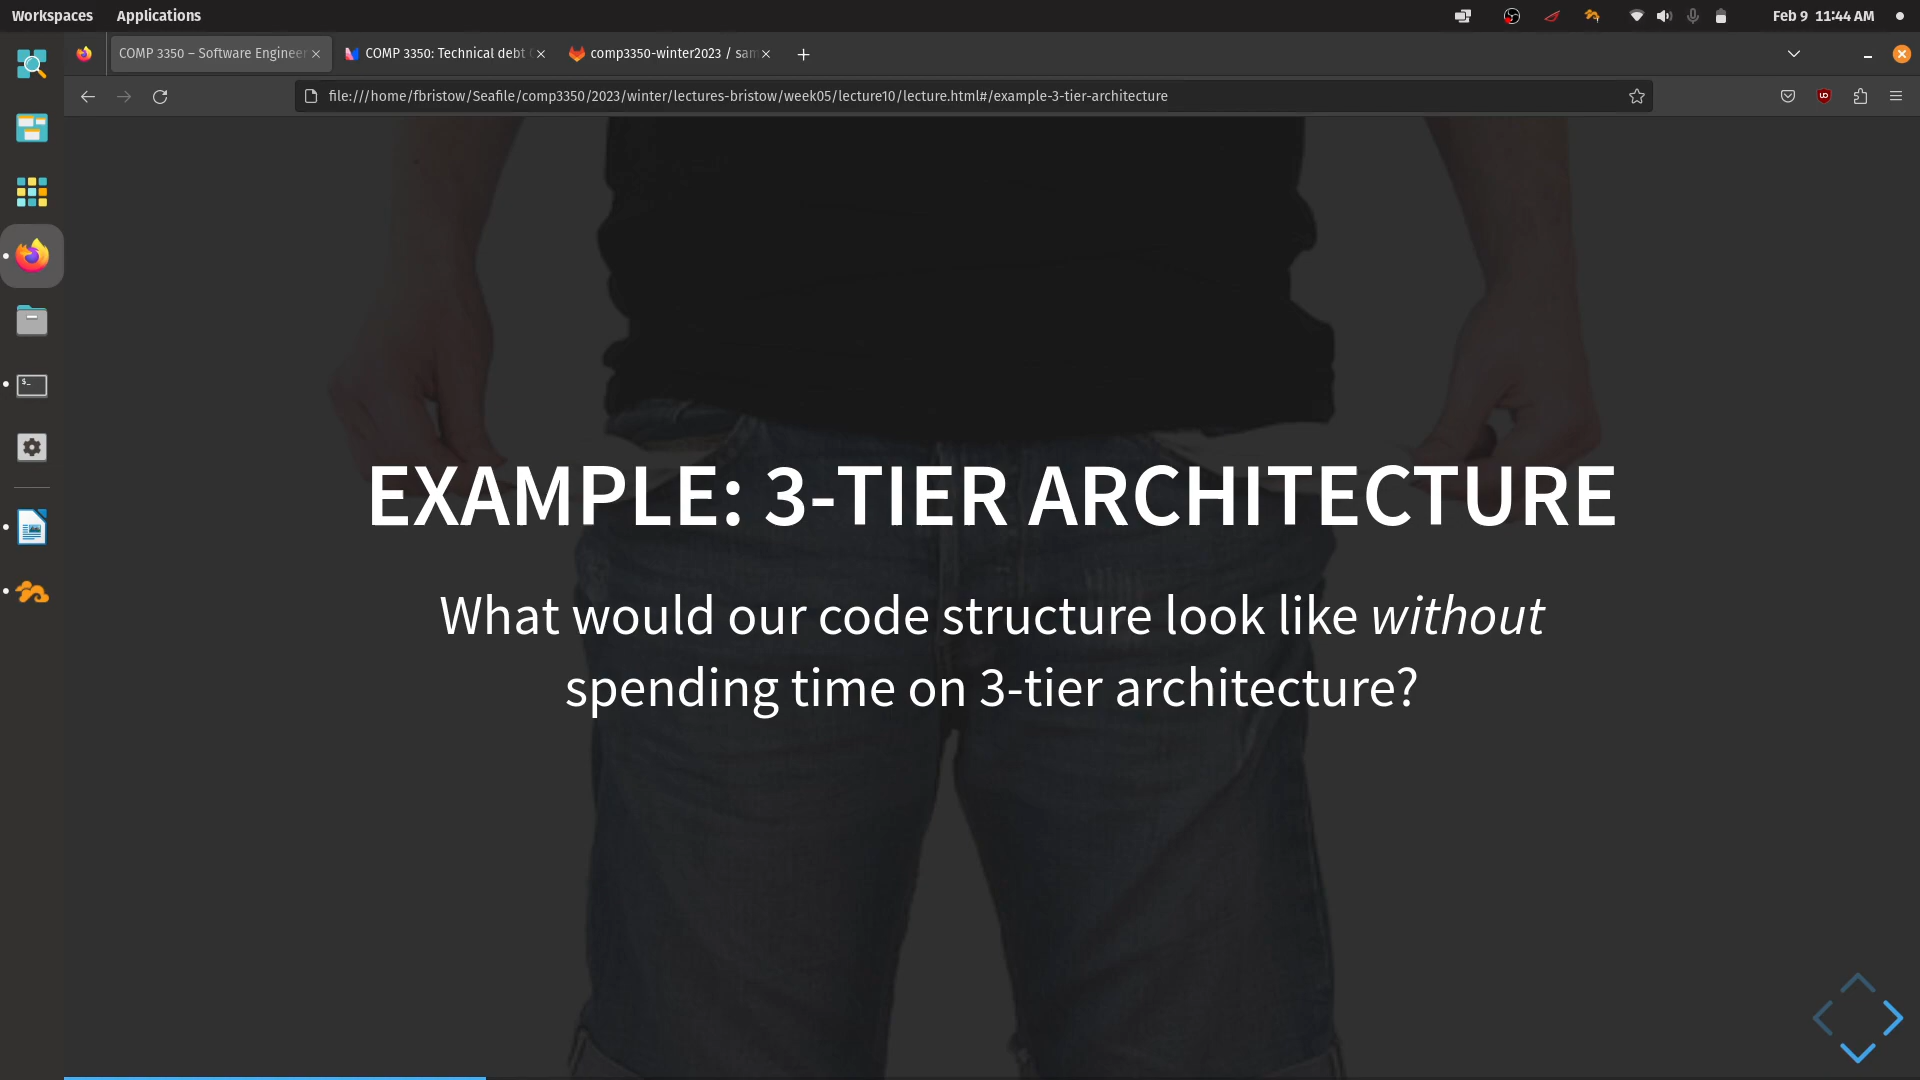 Workspaces Applications Feb 9 11:44 AM
COMP 3350 – Software Engineer COMP 3350: Technical debt comp3350-winter2023 / sam
file:///home/fbristow/Seafile/comp3350/2023/winter/lectures-bristow/week05/lecture10/lecture.html#/example-3-tier-architecture
EXAMPLE: 3-TIER ARCHITECTURE
What would our code structure look like without
spending time on 3-tier architecture?